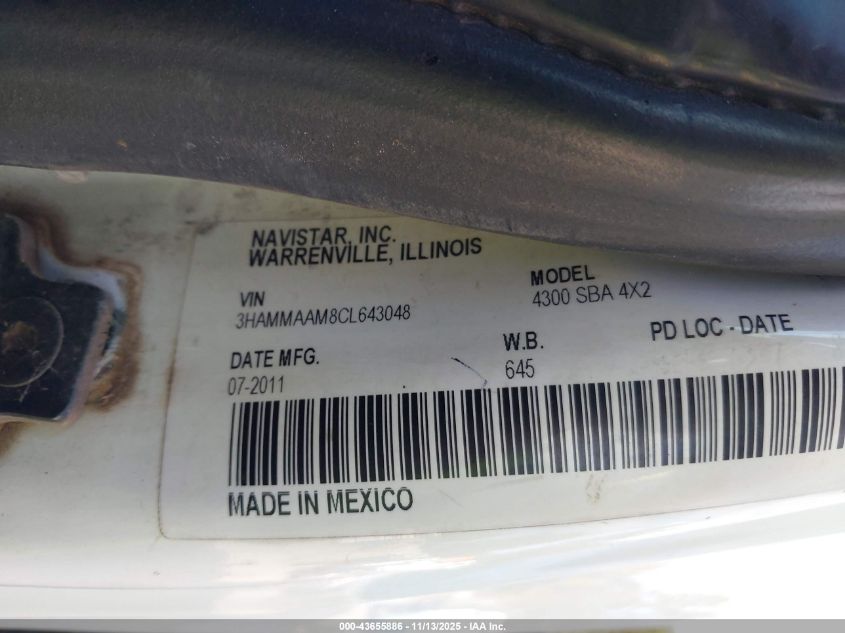 NAVISTAR, INC.
WARRENVILLE, ILLINOIS
VIN
3HAMMAAM8CL643048
MODEL
4300 SBA 4X2
DATE MFG.
07-2011
W.B.
645
PD LOC - DATE
MADE IN MEXICO
000-43655886 - 11/13/2025 - IAA Inc.